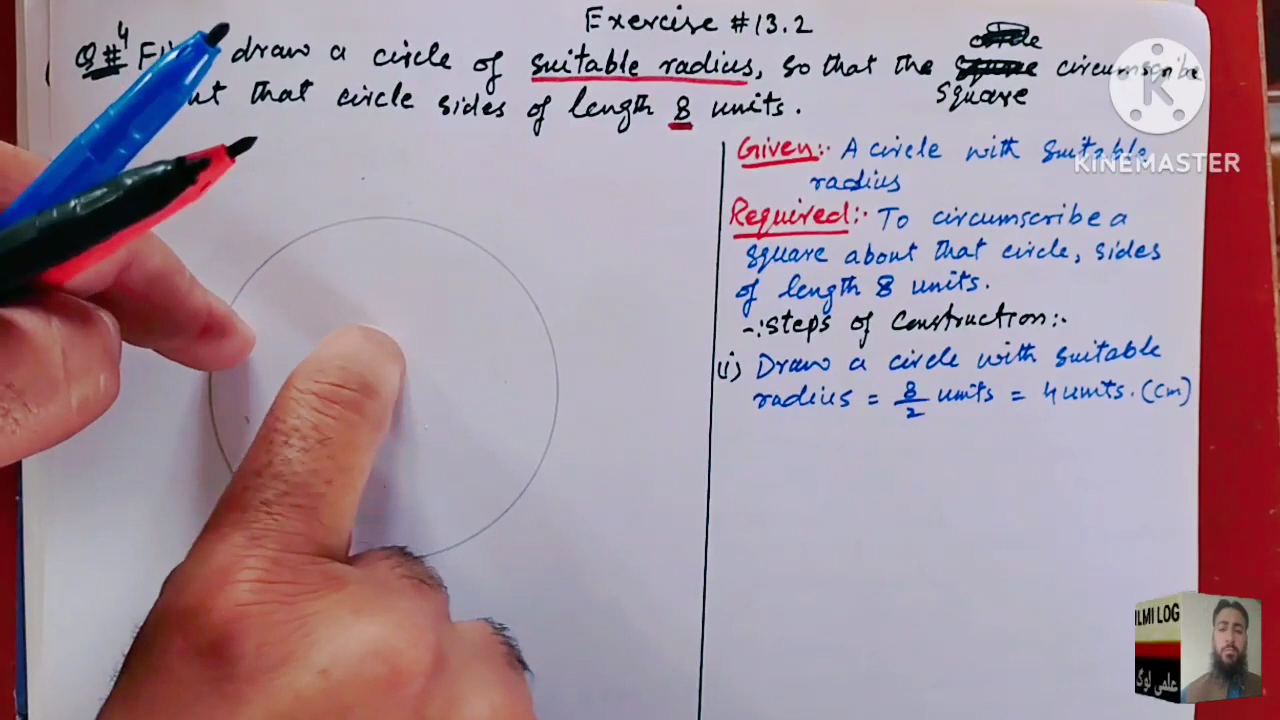 Exercise #13.2
Q#4 draw a circle of suitable radius, so that the circumscribe
square
that circle sides of length 8 units.
Given:- A circle with suitable
radius
Required:- To circumscribe a
square about that circle, sides
of length 8 units.
-:Steps of Construction:-
(i) Draw a circle with suitable
radius = 8/2 units = 4 units. (cm)
K
KINEMASTER
ILMI LOG
علمی لوگ